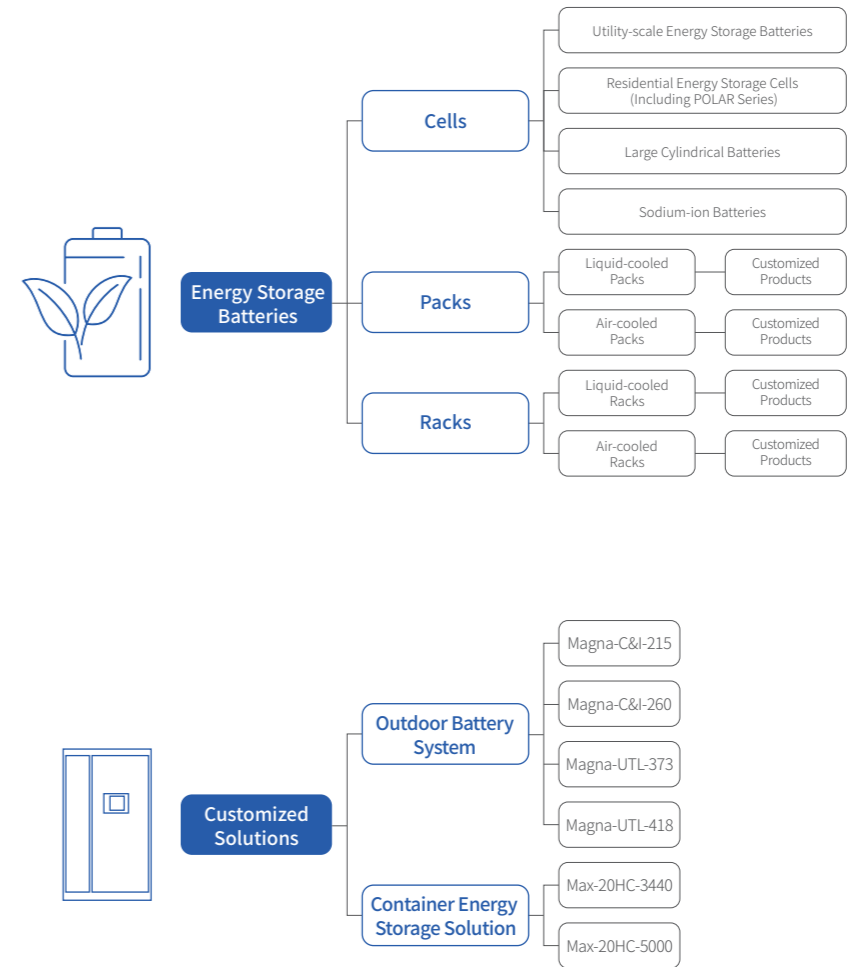 Energy Storage
Batteries
Cells
Utility-scale Energy Storage Batteries
Residential Energy Storage Cells
(Including POLAR Series)
Large Cylindrical Batteries
Sodium-ion Batteries
Packs
Liquid-cooled
Packs
Customized
Products
Air-cooled
Packs
Customized
Products
Racks
Liquid-cooled
Racks
Customized
Products
Air-cooled
Racks
Customized
Products
Customized
Solutions
Outdoor Battery
System
Magna-C&I-215
Magna-C&I-260
Magna-UTL-373
Magna-UTL-418
Container Energy
Storage Solution
Max-20HC-3440
Max-20HC-5000